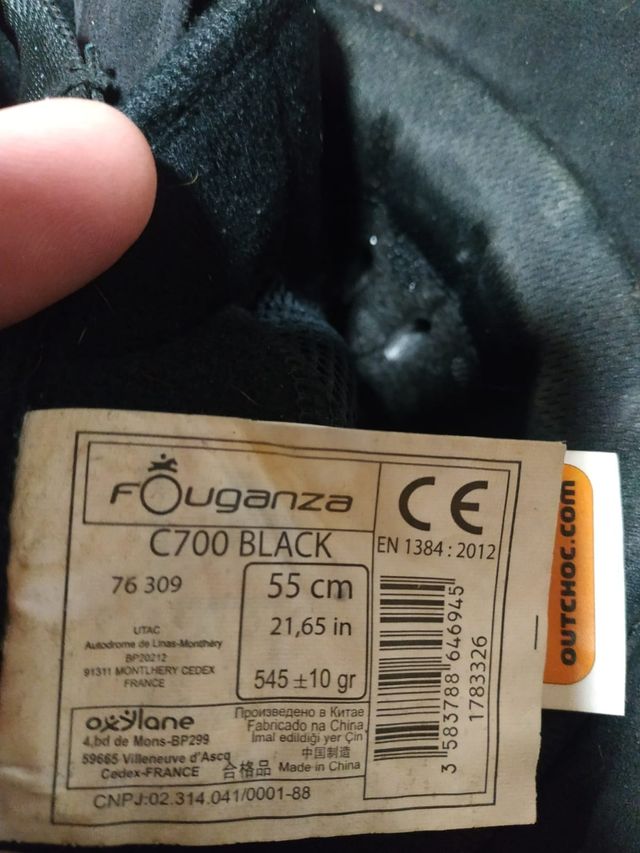 FOuganza
C700 BLACK
76 309
55 cm
21,65 in
545 ±10 gr
UTAC
Autodrome de Linas-Monthéry
BP20212
91311 MONTLHERY CEDEX
FRANCE
CE
EN 1384 : 2012
3 583788 646945
1783326
oxylane
4,bd de Mons-BP299
59665 Villeneuve d'Ascq
Cedex-FRANCE
Произведено в Китае
Fabricado na China
Imal edildiği yer Çin
中国制造
合格品 Made in China
CNPJ:02.314.041/0001-88
OUTCHOC.com